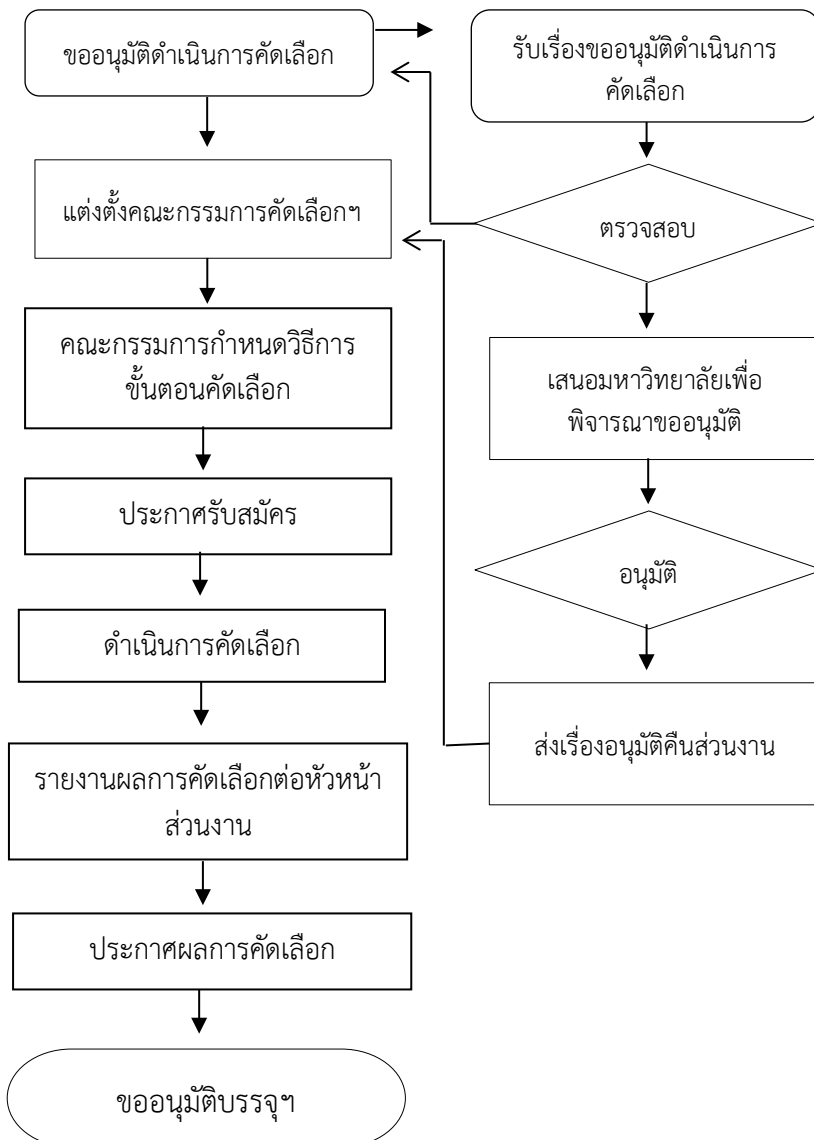 ขออนุมัติดำเนินการคัดเลือก
รับเรื่องขออนุมัติดำเนินการ
คัดเลือก
แต่งตั้งคณะกรรมการคัดเลือกฯ
ตรวจสอบ
คณะกรรมการกำหนดวิธีการ
ขั้นตอนคัดเลือก
เสนอมหาวิทยาลัยเพื่อ
พิจารณาขออนุมัติ
ประกาศรับสมัคร
อนุมัติ
ดำเนินการคัดเลือก
ส่งเรื่องอนุมัติคืนส่วนงาน
รายงานผลการคัดเลือกต่อหัวหน้า
ส่วนงาน
ประกาศผลการคัดเลือก
ขออนุมัติบรรจุฯ